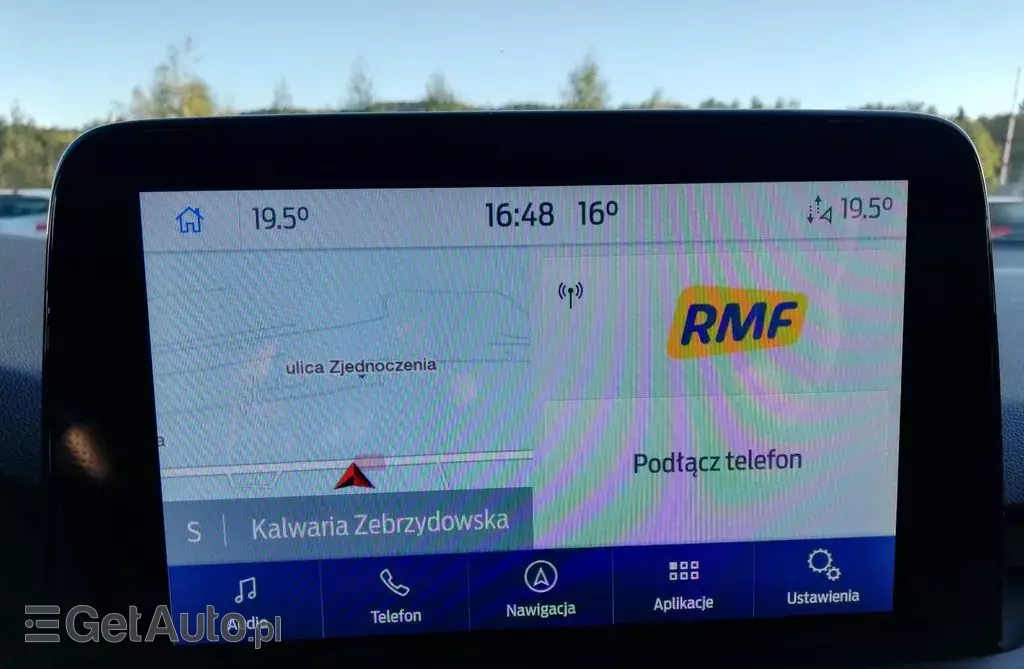 19.5° 16:48 16° 19.5°
RMF
ulica Zjednoczenia
a
Podłącz telefon
S | Kalwaria Zebrzydowska
Audio Telefon Nawigacja Aplikacje Ustawienia
GetAuto.pl